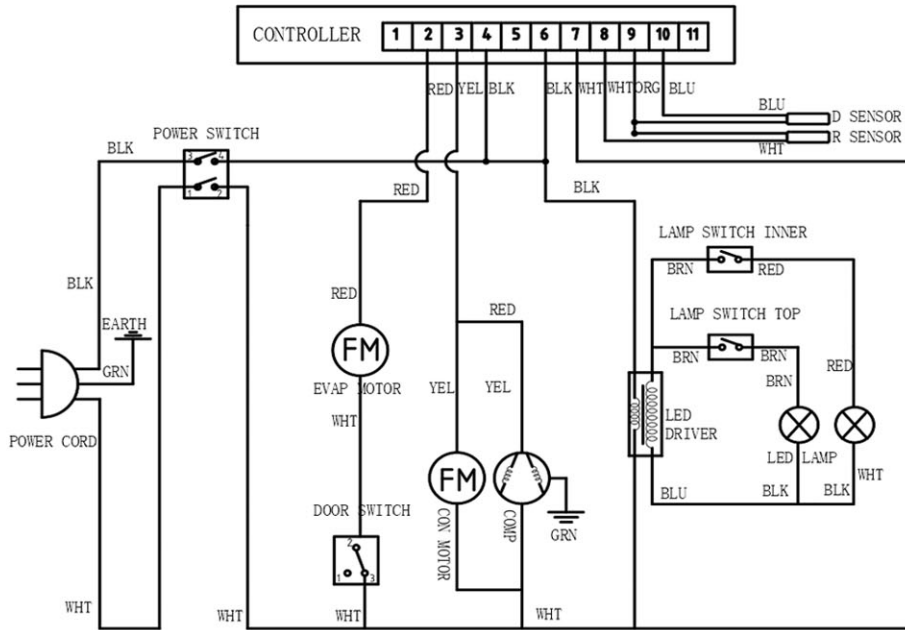 CONTROLLER 1 2 3 4 5 6 7 8 9 10 11
RED YEL BLK BLK WHT WHT ORG BLU
BLU
D SENSOR
R SENSOR
WHT
POWER SWITCH
BLK
3 4
1 2
RED
BLK
LAMP SWITCH INNER
BRN RED
BLK
RED
EARTH
RED
LAMP SWITCH TOP
FM
BRN BRN
GRN
RED
EVAP MOTOR
YEL YEL
BRN
WHT
LED
DRIVER
POWER CORD
LED LAMP
WHT
FM
BLU BLK BLK
DOOR SWITCH
CON MOTOR
COMP
GRN
2
1 3
WHT WHT WHT WHT